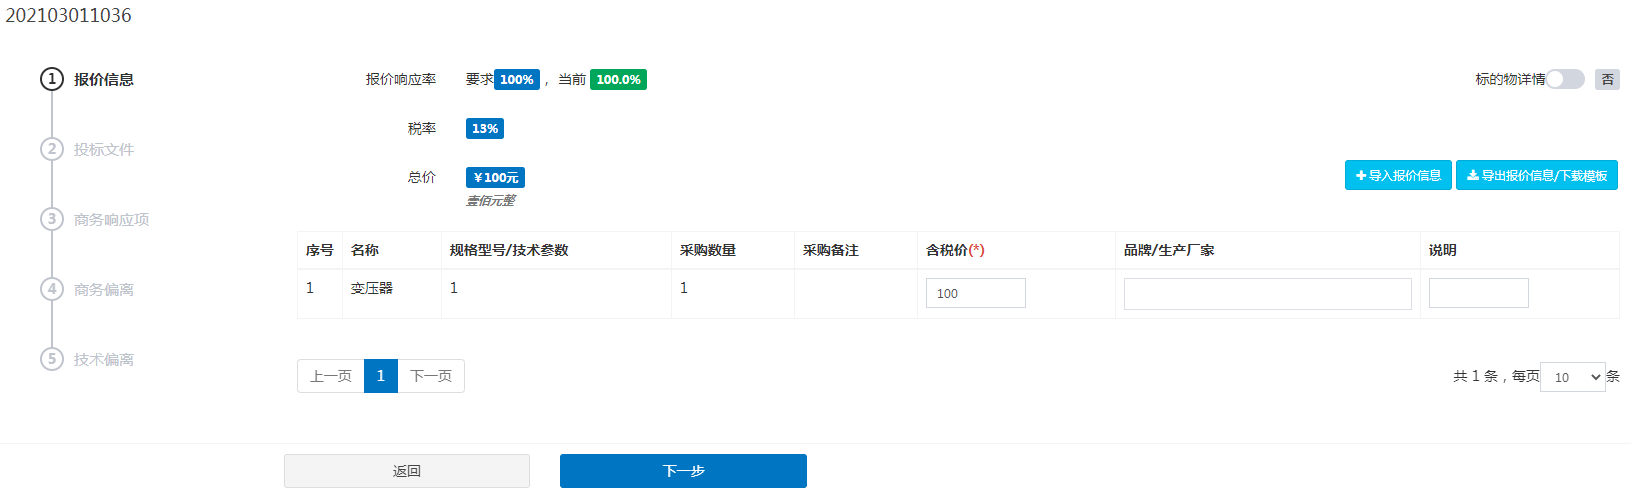 202103011036
1 报价信息
2 投标文件
3 商务响应项
4 商务偏离
5 技术偏离
报价响应率 要求 100% ， 当前 100.0%
标的物详情 否
税率 13%
总价 ￥100元
壹佰元整
导入报价信息 导出报价信息/下载模板
序号 名称 规格型号/技术参数 采购数量 采购备注 含税价(*) 品牌/生产厂家 说明
1 变压器 1 1 100
上一页 1 下一页
共 1 条，每页 10 条
返回 下一步